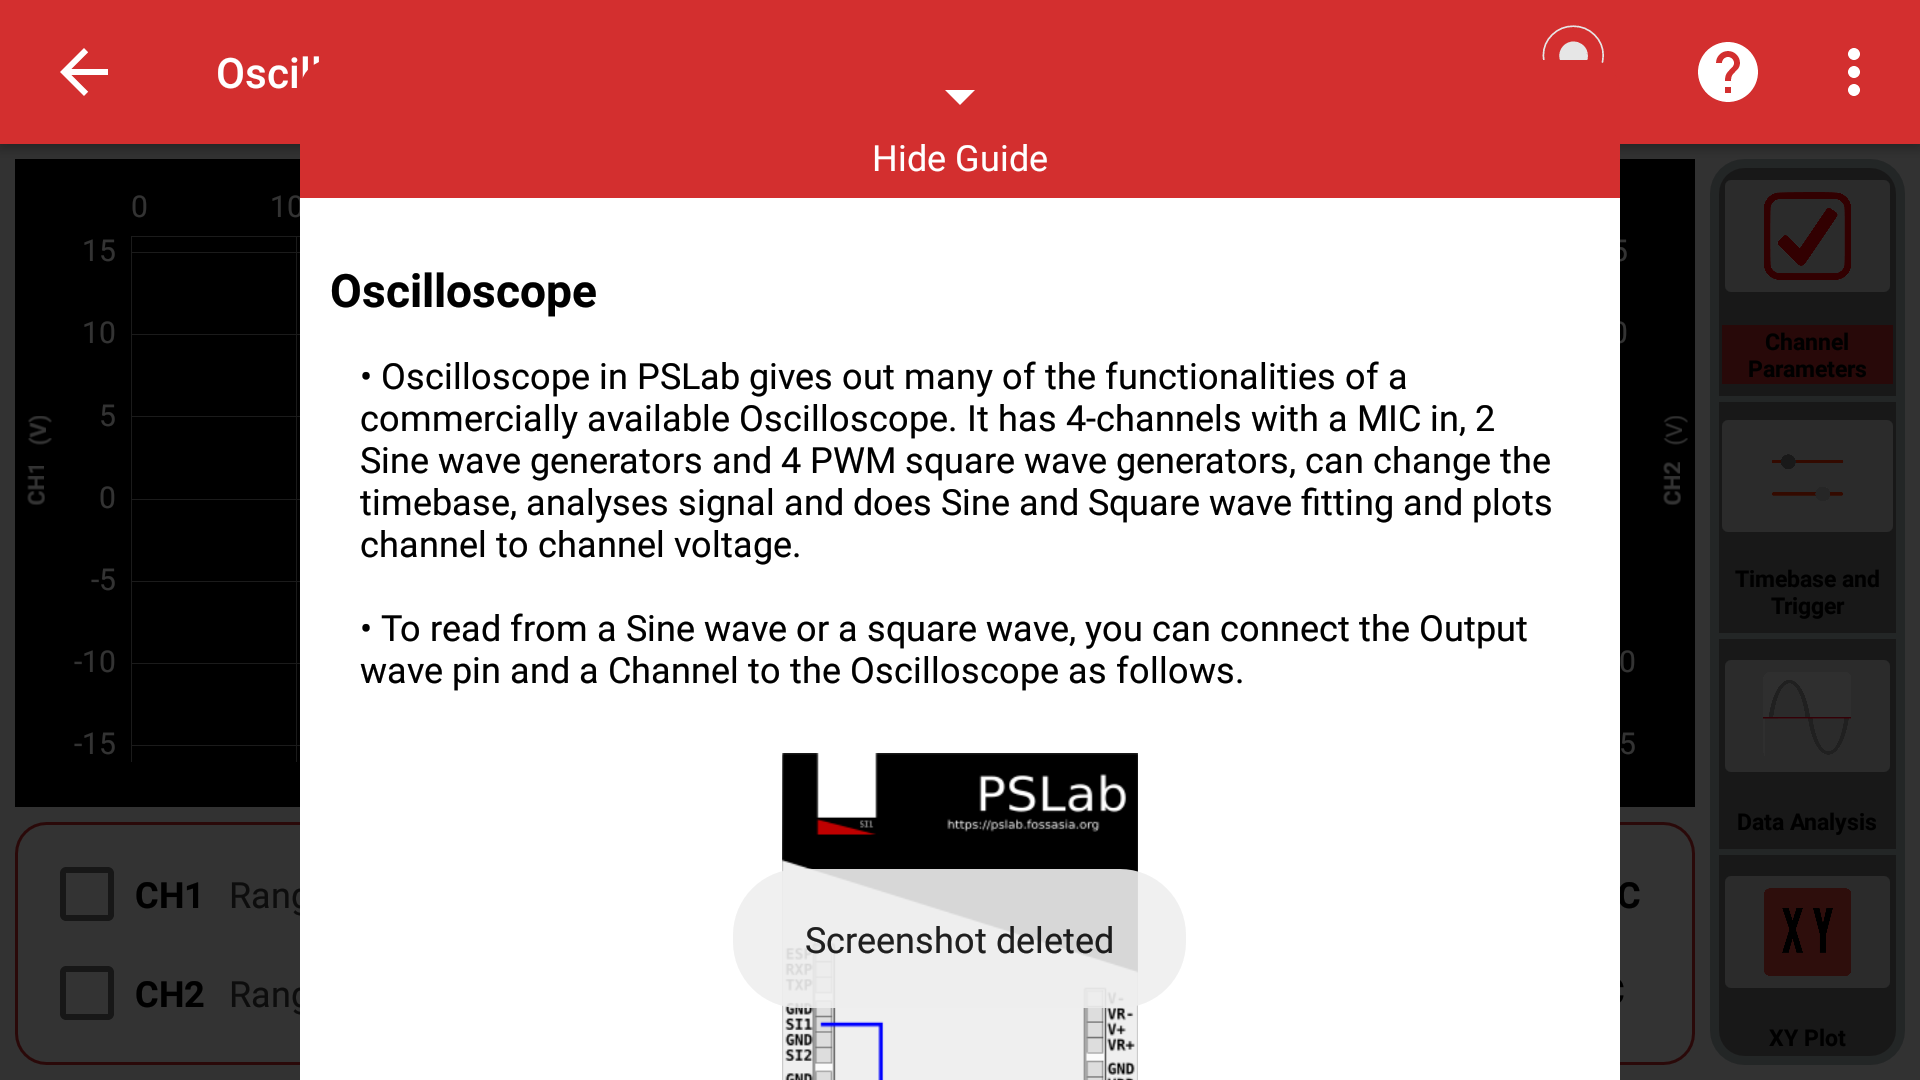 Oscill
Hide Guide
0 10
15
10
5
0
-5
-10
-15
CH1 (V)
CH2 (V)
Oscilloscope
• Oscilloscope in PSLab gives out many of the functionalities of a
commercially available Oscilloscope. It has 4-channels with a MIC in, 2
Sine wave generators and 4 PWM square wave generators, can change the
timebase, analyses signal and does Sine and Square wave fitting and plots
channel to channel voltage.
• To read from a Sine wave or a square wave, you can connect the Output
wave pin and a Channel to the Oscilloscope as follows.
PSLab
https://pslab.fossasia.org
SI1
Screenshot deleted
RXP
TXP
GND
SI1
GND
SI2
GND
V-
VR-
V+
VR+
GND
Channel
Parameters
Timebase and
Trigger
Data Analysis
XY
XY Plot
CH1 Rang
CH2 Rang